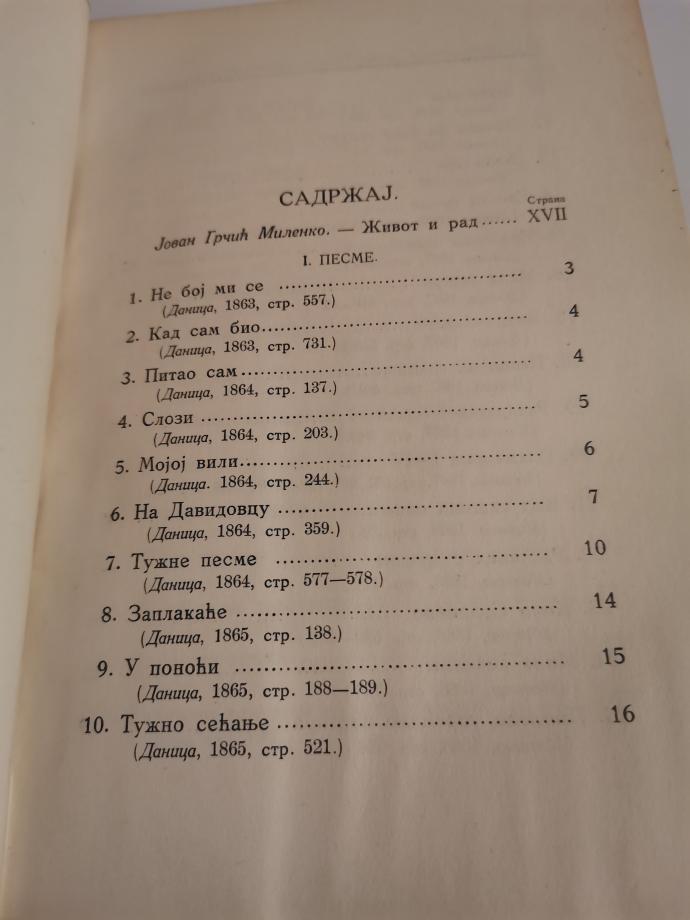 САДРЖАЈ.
Страна
Јован Грчић Миленко. — Живот и рад ...... XVII
I. ПЕСМЕ.
1. Не бој ми се ........................................ 3
(Даница, 1863, стр. 557.)
2. Кад сам био........................................ 4
(Даница, 1863, стр. 731.)
3. Питао сам........................................ 4
(Даница, 1864, стр. 137.)
4. Слози ........................................ 5
(Даница, 1864, стр. 203.)
5. Мојој вили........................................ 6
(Даница. 1864, стр. 244.)
6. На Давидовцу ........................................ 7
(Даница, 1864, стр. 359.)
7. Тужне песме ........................................ 10
(Даница, 1864, стр. 577—578.)
8. Заплакаће ........................................ 14
(Даница, 1865, стр. 138.)
9. У поноћи ........................................ 15
(Даница, 1865, стр. 188—189.)
10. Тужно сећање ........................................ 16
(Даница, 1865, стр. 521.)